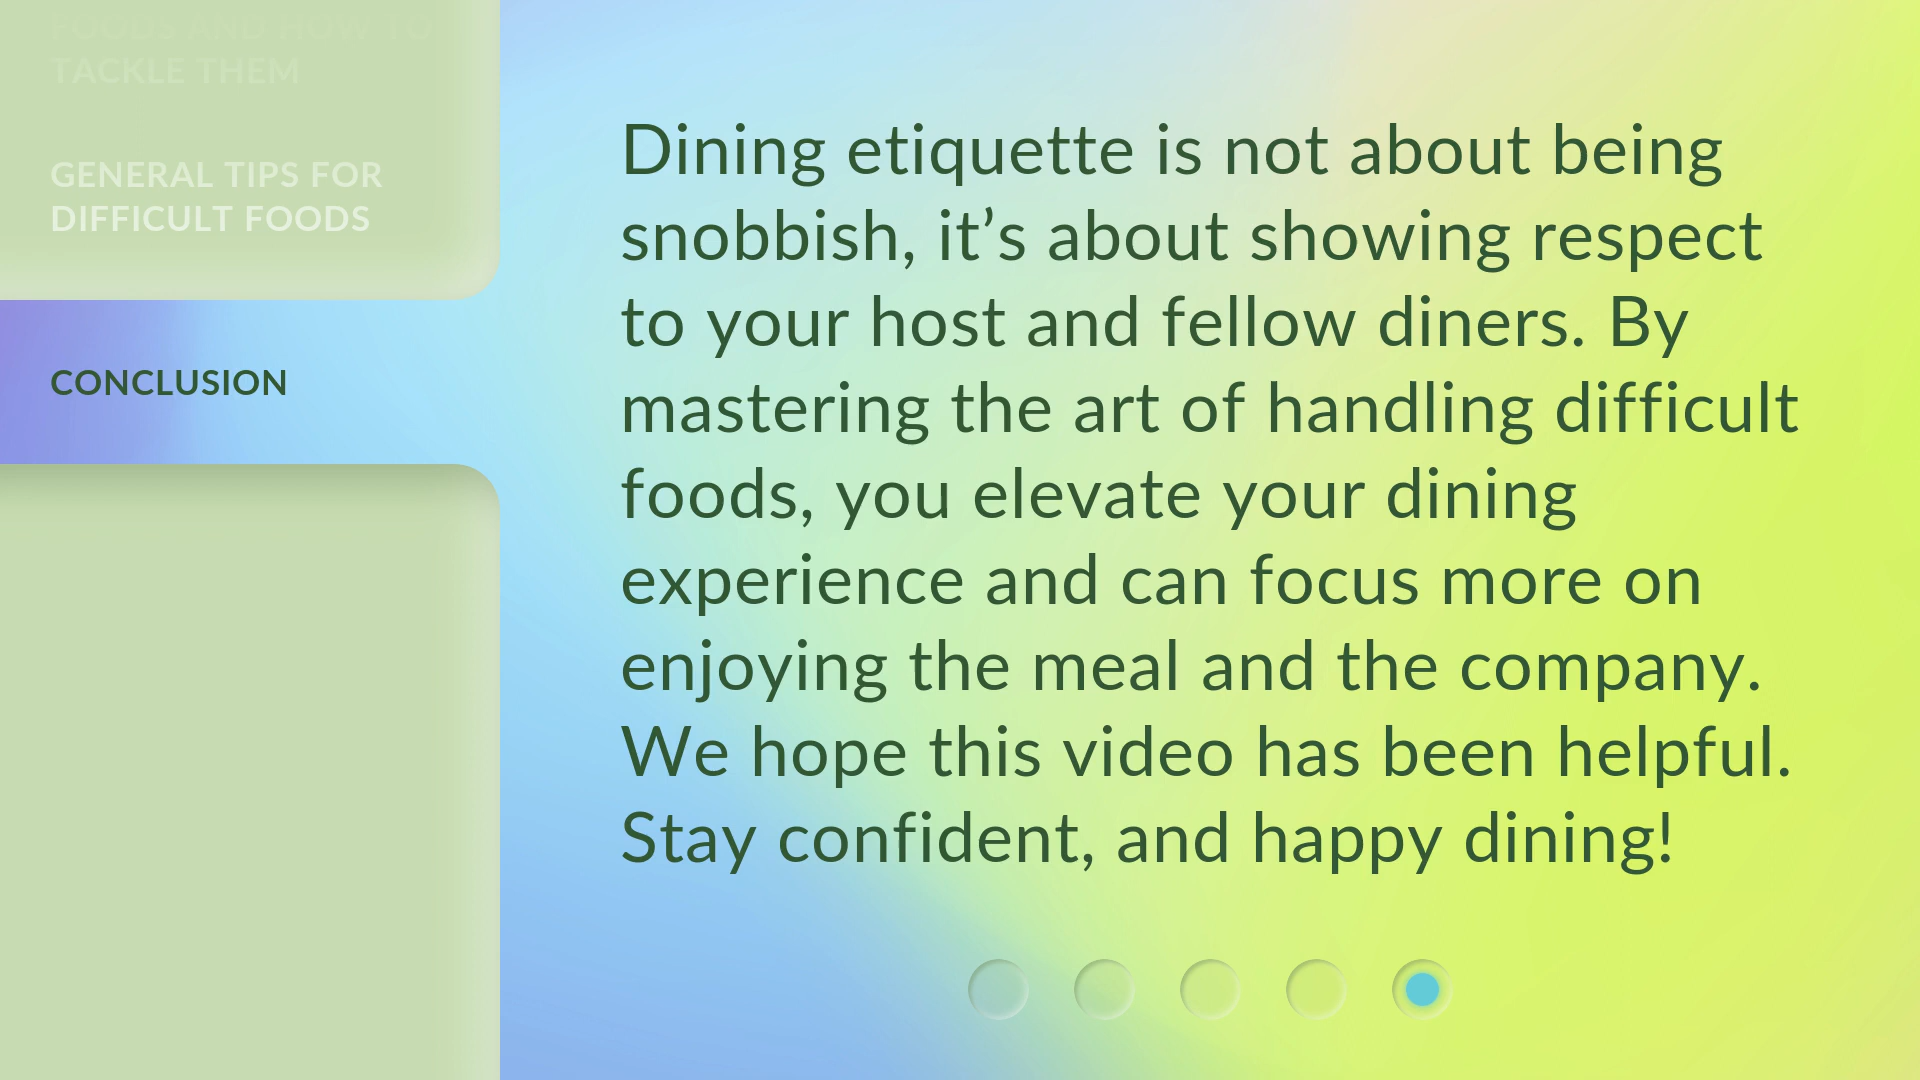 FOODS AND HOW TO
TACKLE THEM
GENERAL TIPS FOR
DIFFICULT FOODS
CONCLUSION
Dining etiquette is not about being
snobbish, it’s about showing respect
to your host and fellow diners. By
mastering the art of handling difficult
foods, you elevate your dining
experience and can focus more on
enjoying the meal and the company.
We hope this video has been helpful.
Stay confident, and happy dining!